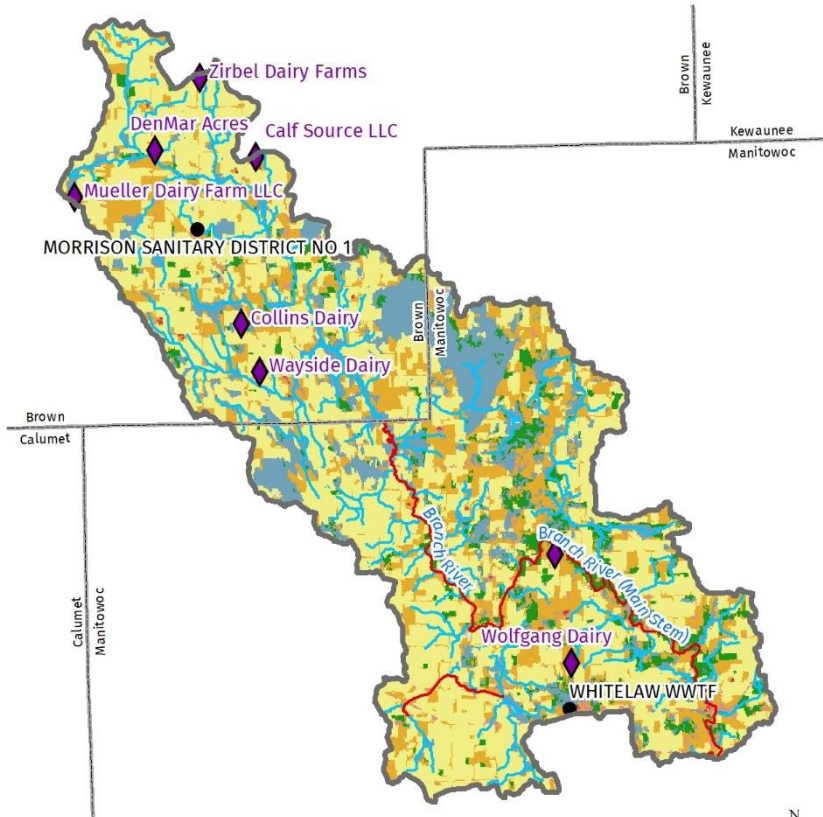 Brown
Kewaunee
Zirbel Dairy Farms
DenMar Acres
Calf Source LLC
Kewaunee
Manitowoc
Mueller Dairy Farm LLC
MORRISON SANITARY DISTRICT NO 1
Brown
Manitowoc
Collins Dairy
Wayside Dairy
Brown
Calumet
Branch River
Branch River (Main Stem)
Calumet
Manitowoc
Wolfgang Dairy
WHITELAW WWTF
N